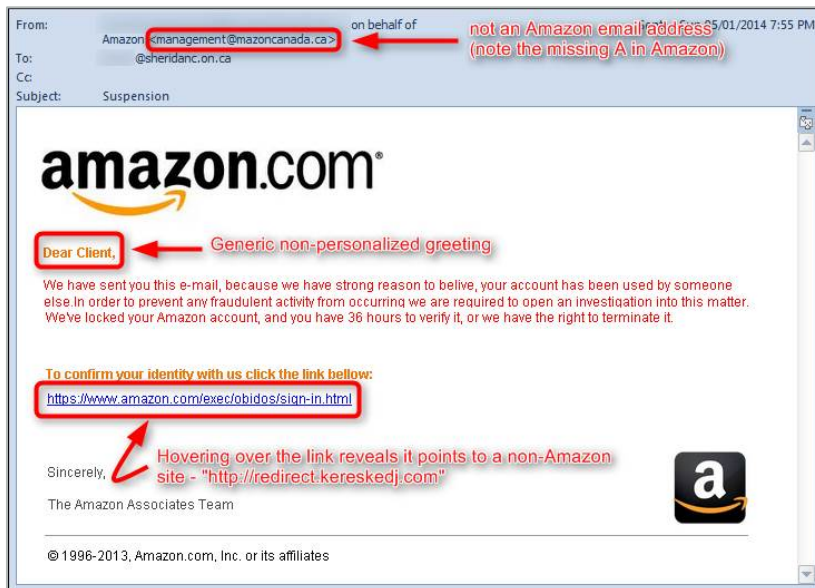 From: on behalf of
Amazon <management@mazoncanada.ca>
Sun 05/01/2014 7:55 PM
not an Amazon email address
(note the missing A in Amazon)
To: @sheridanc.on.ca
Cc:
Subject: Suspension
amazon.com®
Dear Client,
Generic non-personalized greeting
We have sent you this e-mail, because we have strong reason to belive, your account has been used by someone
else.In order to prevent any fraudulent activity from occurring we are required to open an investigation into this matter.
We've locked your Amazon account, and you have 36 hours to verify it, or we have the right to terminate it.
To confirm your identity with us click the link bellow:
https://www.amazon.com/exec/obidos/sign-in.html
Hovering over the link reveals it points to a non-Amazon
site - "http://redirect.kereskedj.com"
Sincerely,
The Amazon Associates Team
a
© 1996-2013, Amazon.com, Inc. or its affiliates